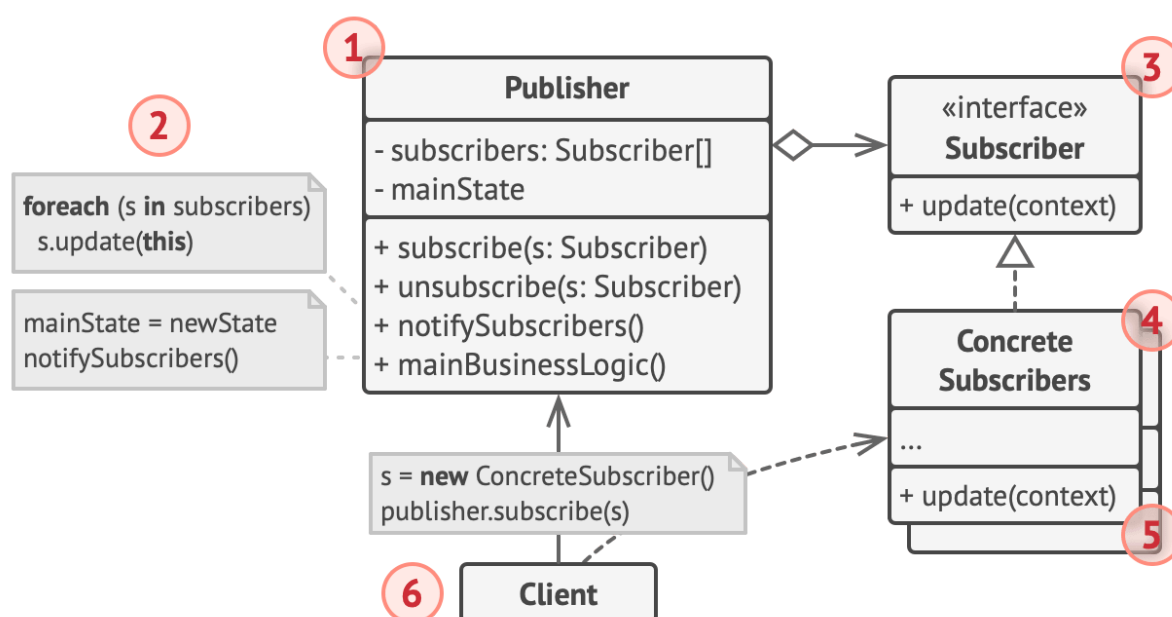 1
Publisher
- subscribers: Subscriber[]
- mainState
+ subscribe(s: Subscriber)
+ unsubscribe(s: Subscriber)
+ notifySubscribers()
+ mainBusinessLogic()
2
foreach (s in subscribers)
s.update(this)
mainState = newState
notifySubscribers()
3
«interface»
Subscriber
+ update(context)
4
Concrete
Subscribers
...
+ update(context)
5
s = new ConcreteSubscriber()
publisher.subscribe(s)
6
Client